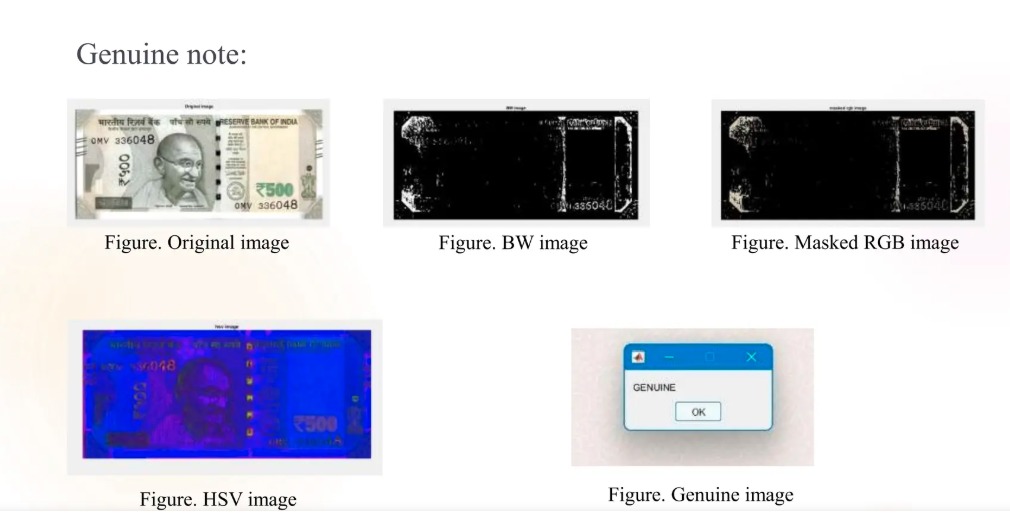 Genuine note:
Original Image
BW image
masked rgb image
भारतीय रिज़र्व बैंक
RESERVE BANK OF INDIA
0MV 336048
₹500
₹500
0MV 336048
Figure. Original image
Figure. BW image
Figure. Masked RGB image
hsv image
₹500
GENUINE
OK
Figure. HSV image
Figure. Genuine image